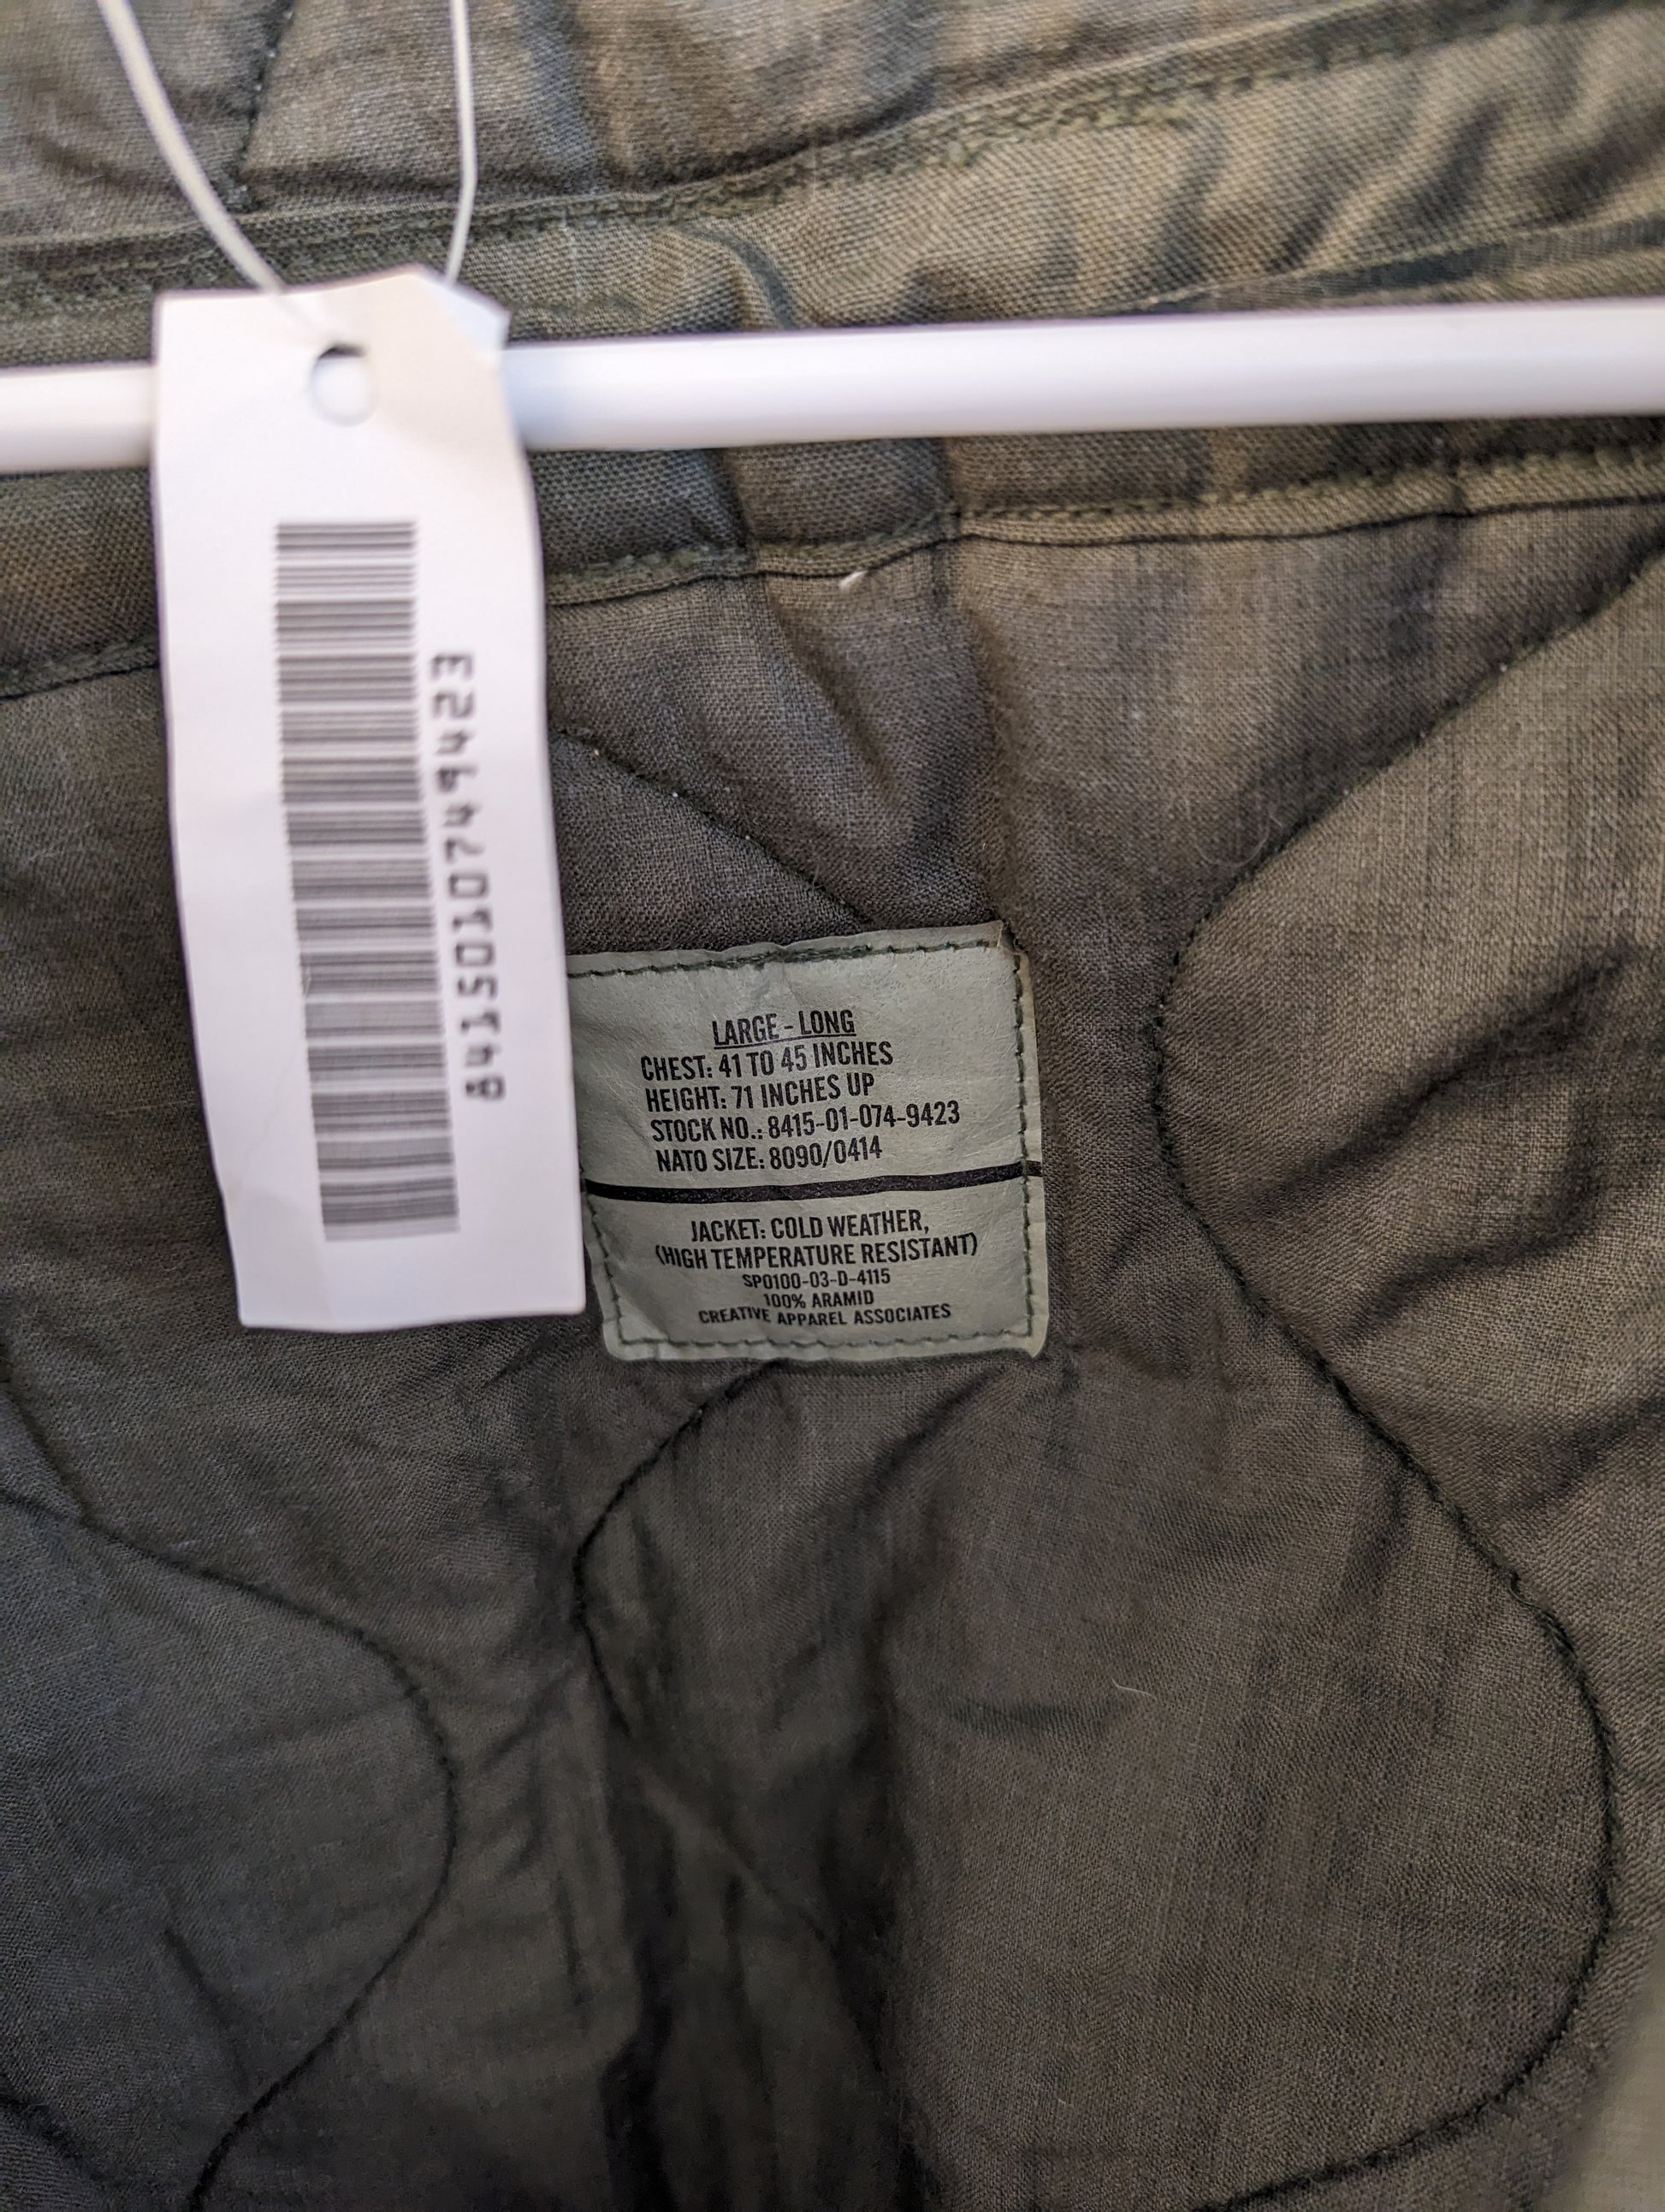 8415010749423
LARGE - LONG
CHEST: 41 TO 45 INCHES
HEIGHT: 71 INCHES UP
STOCK NO.: 8415-01-074-9423
NATO SIZE: 8090/0414
JACKET: COLD WEATHER,
(HIGH TEMPERATURE RESISTANT)
SP0100-03-D-4115
100% ARAMID
CREATIVE APPAREL ASSOCIATES